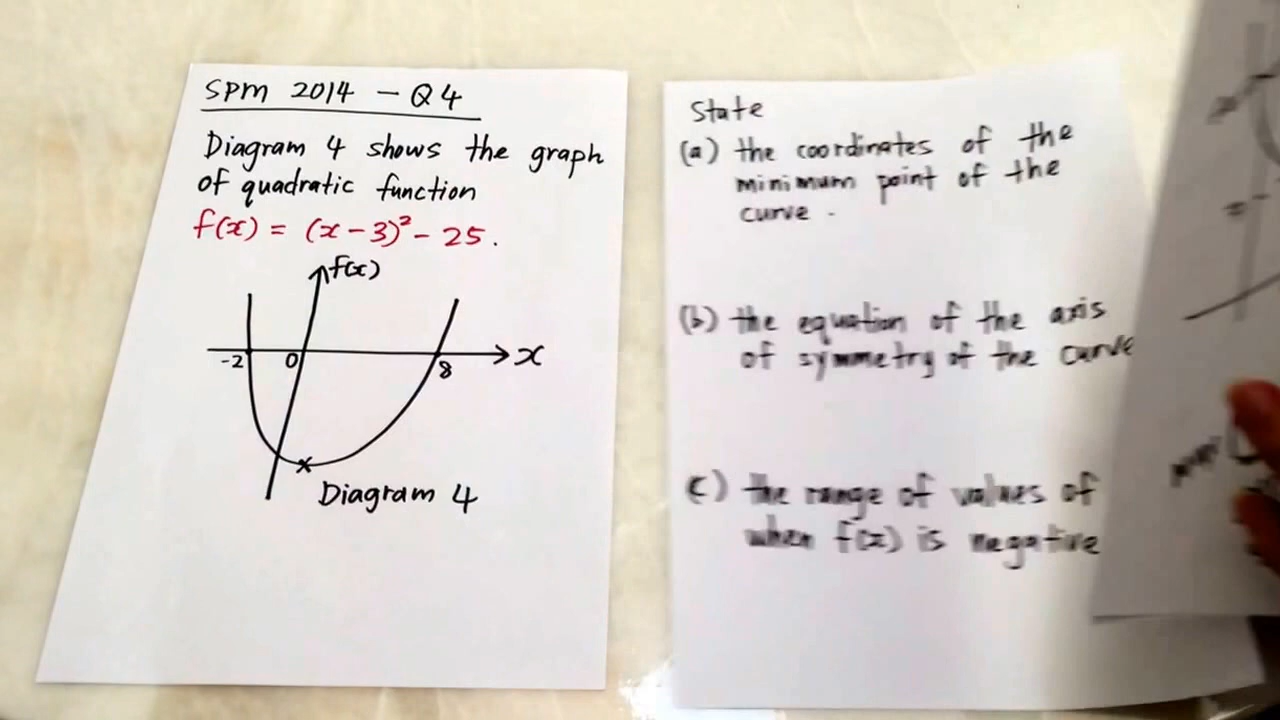 SPM 2014 - Q4
Diagram 4 shows the graph
of quadratic function
f(x) = (x-3)² - 25.
f(x)
-2 0 8 x
Diagram 4
State
(a) the coordinates of the
minimum point of the
curve.
(b) the equation of the axis
of symmetry of the curve
c) the range of values of
when f(x) is negative